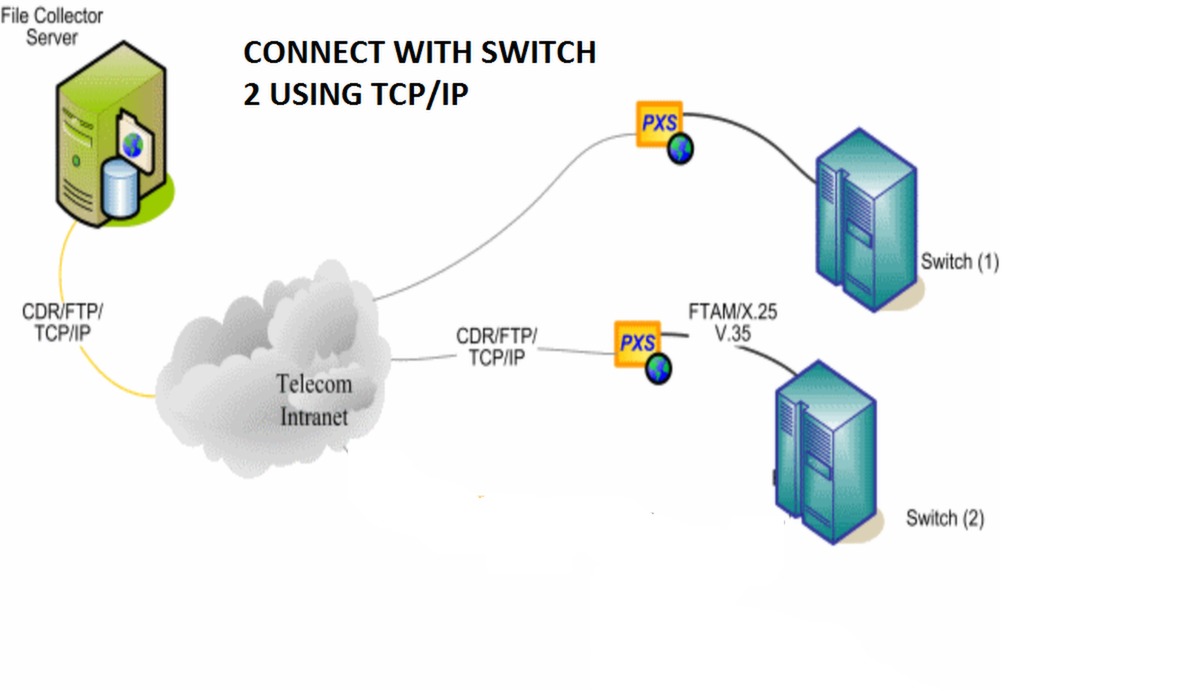 File Collector
Server
CONNECT WITH SWITCH
2 USING TCP/IP
PXS
Switch (1)
CDR/FTP/
TCP/IP
Telecom
Intranet
CDR/FTP/
TCP/IP
PXS
FTAM/X.25
V.35
Switch (2)